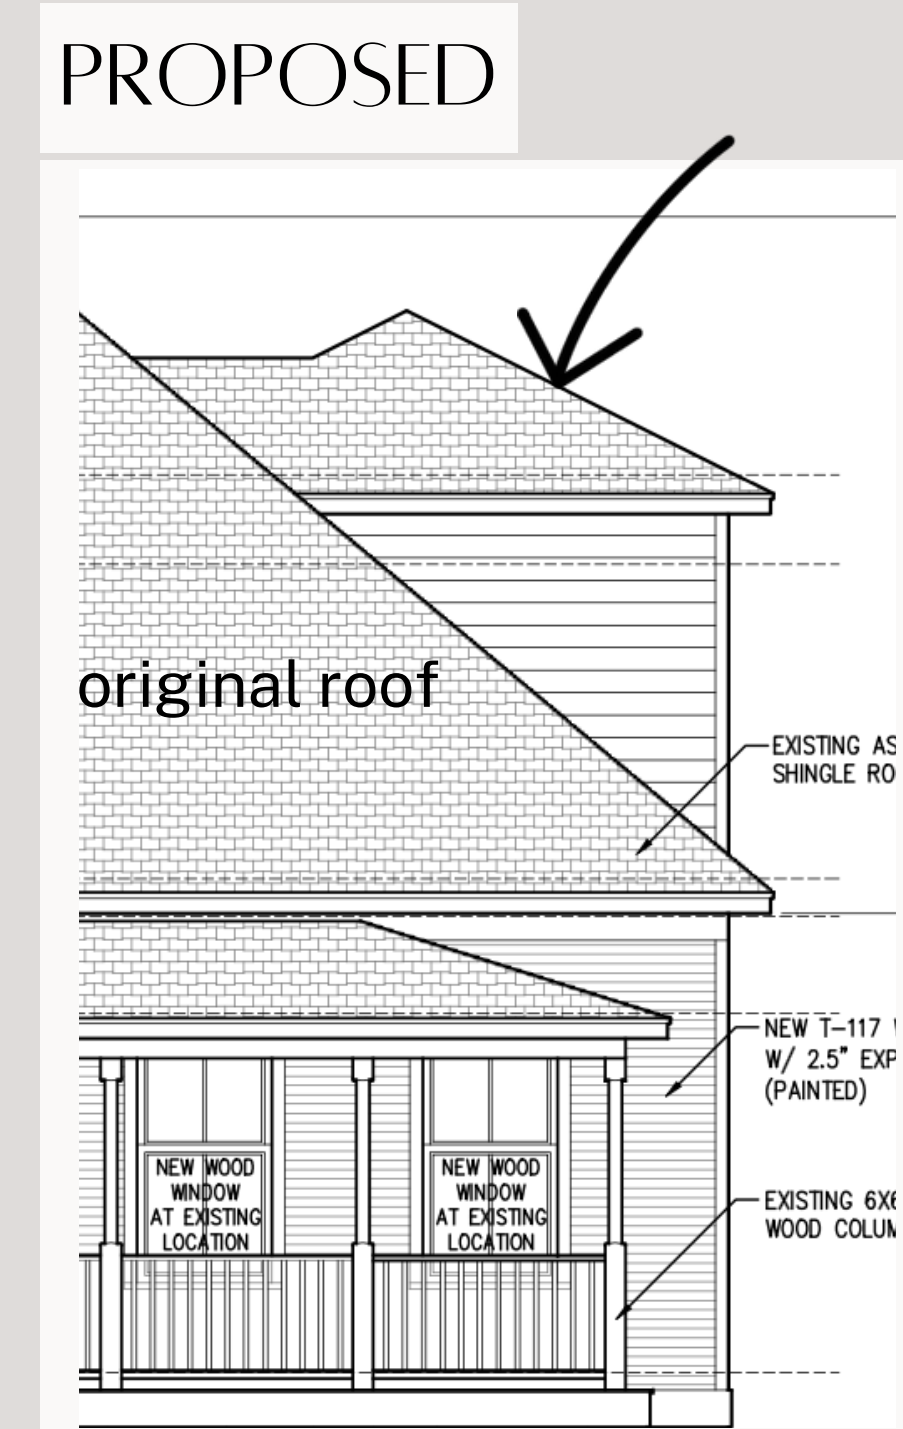 PROPOSED
original roof
EXISTING AS
SHINGLE RO
NEW T-117
W/ 2.5" EXP
(PAINTED)
NEW WOOD
WINDOW
AT EXISTING
LOCATION
NEW WOOD
WINDOW
AT EXISTING
LOCATION
EXISTING 6X6
WOOD COLUM